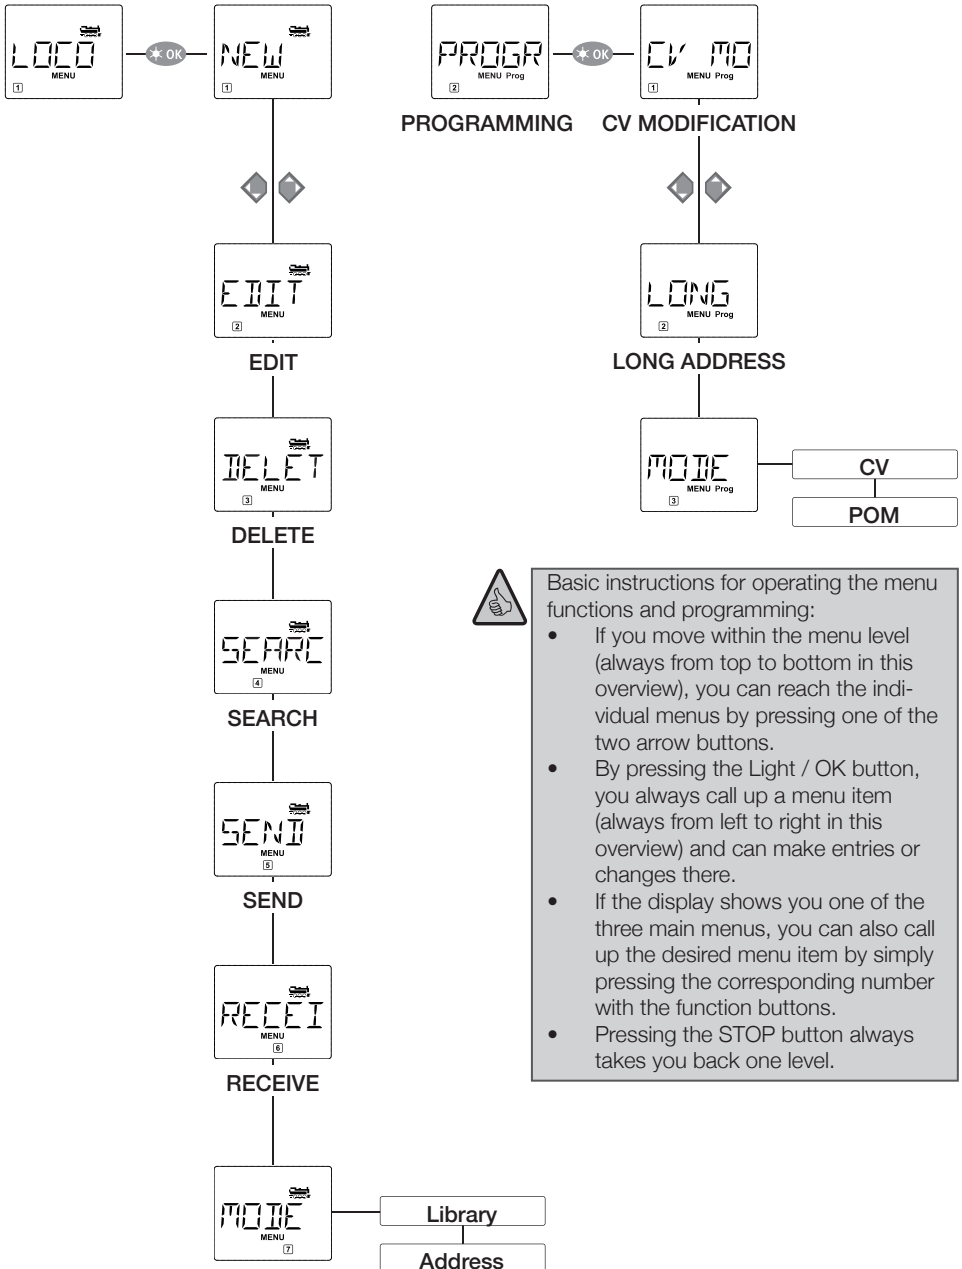 LOCO
MENU
1
OK
NEW
MENU
1
EDIT
MENU
2
EDIT
DELET
MENU
3
DELETE
SEARC
MENU
4
SEARCH
SEND
MENU
5
SEND
RECEI
MENU
6
RECEIVE
MODE
MENU
7
Library
Address
PROGR
MENU Prog
2
PROGRAMMING
OK
CV MO
MENU Prog
1
CV MODIFICATION
LONG
MENU Prog
2
LONG ADDRESS
MODE
MENU Prog
3
CV
POM
Basic instructions for operating the menu
functions and programming:
• If you move within the menu level
(always from top to bottom in this
overview), you can reach the indi-
vidual menus by pressing one of the
two arrow buttons.
• By pressing the Light / OK button,
you always call up a menu item
(always from left to right in this
overview) and can make entries or
changes there.
• If the display shows you one of the
three main menus, you can also call
up the desired menu item by simply
pressing the corresponding number
with the function buttons.
• Pressing the STOP button always
takes you back one level.